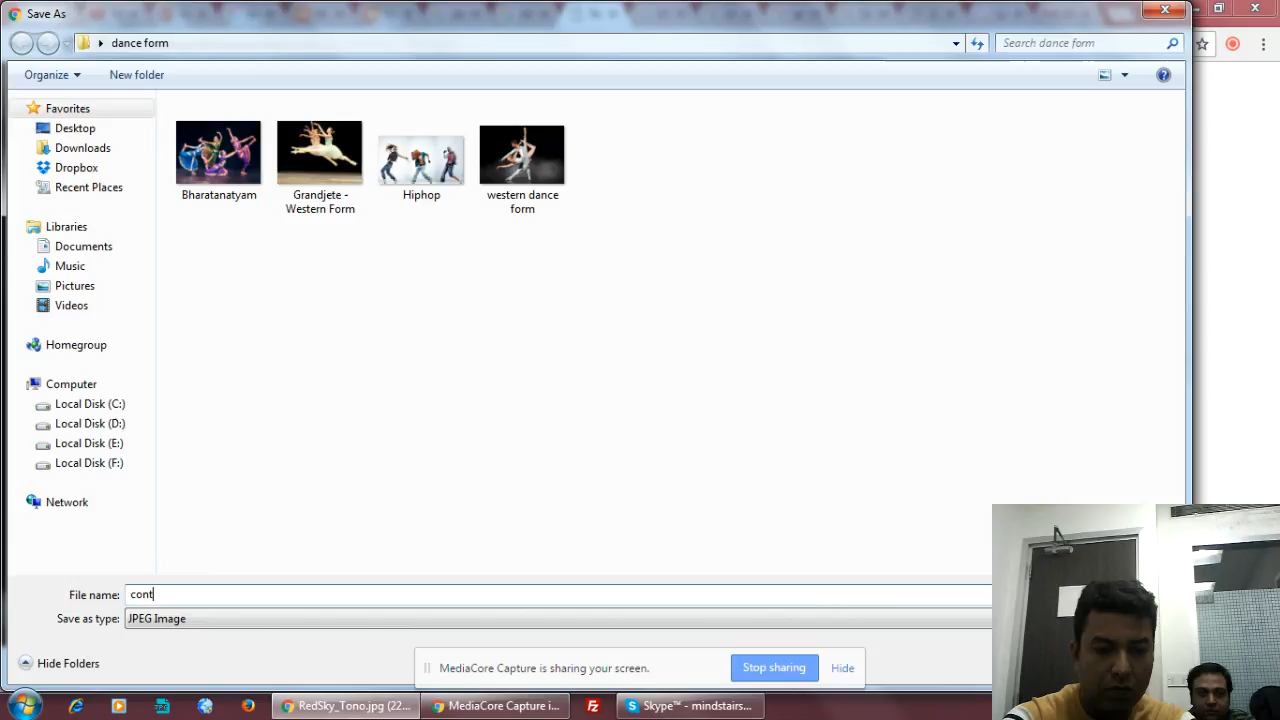 Save As
dance form
Search dance form
Organize
New folder
Favorites
Desktop
Downloads
Dropbox
Recent Places
Libraries
Documents
Music
Pictures
Videos
Homegroup
Computer
Local Disk (C:)
Local Disk (D:)
Local Disk (E:)
Local Disk (F:)
Network
Bharatanatyam
Grandjete -
Western Form
Hiphop
western dance
form
File name: cont
Save as type: JPEG Image
Hide Folders
MediaCore Capture is sharing your screen.
Stop sharing
Hide
RedSky_Tono.jpg (22...
MediaCore Capture i...
Skype™ - mindstairs...